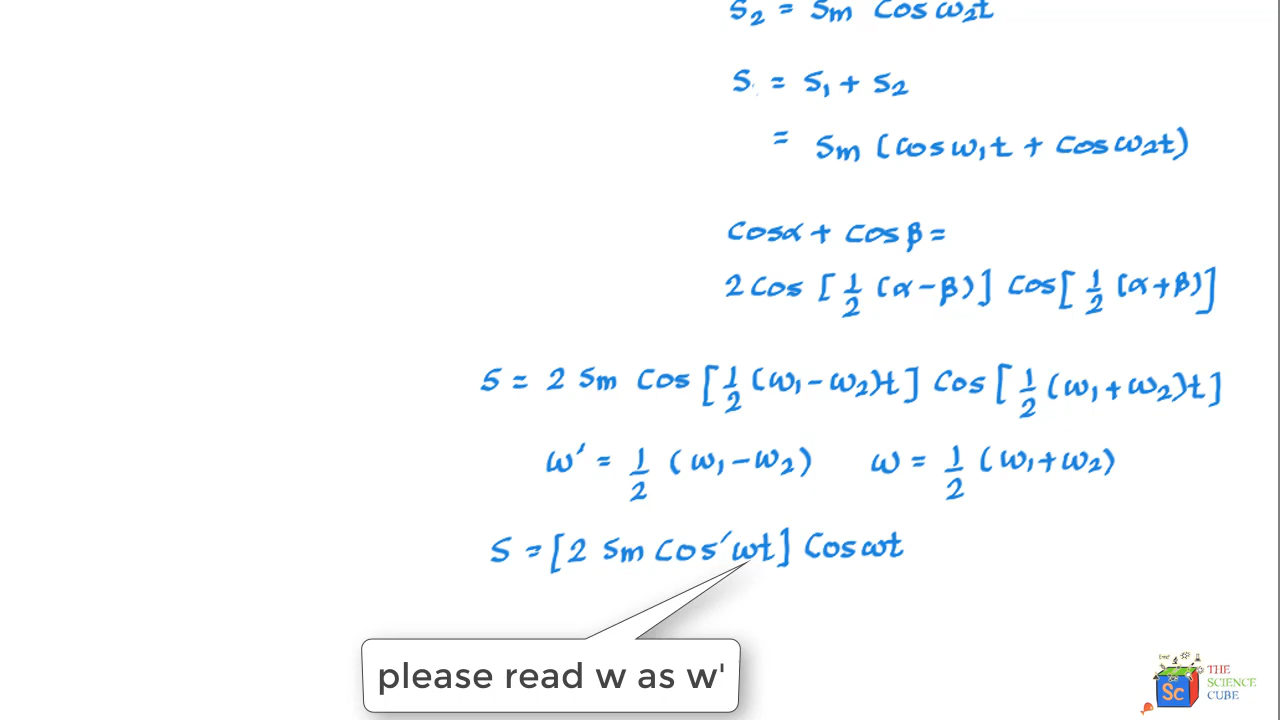 S₂ = Sm Cos ω₂t
S = S₁ + S₂
= Sm (cos ω₁t + cos ω₂t)
Cosα + Cos β =
2 Cos [1/2 (α - β)] Cos [1/2 (α + β)]
S = 2 Sm Cos [1/2 (ω₁ - ω₂)t] Cos [1/2 (ω₁ + ω₂)t]
ω' = 1/2 (ω₁ - ω₂) ω = 1/2 (ω₁ + ω₂)
S = [2 Sm Cos'ωt] Cos ωt
please read w as w'
Sc
THE
SCIENCE
CUBE